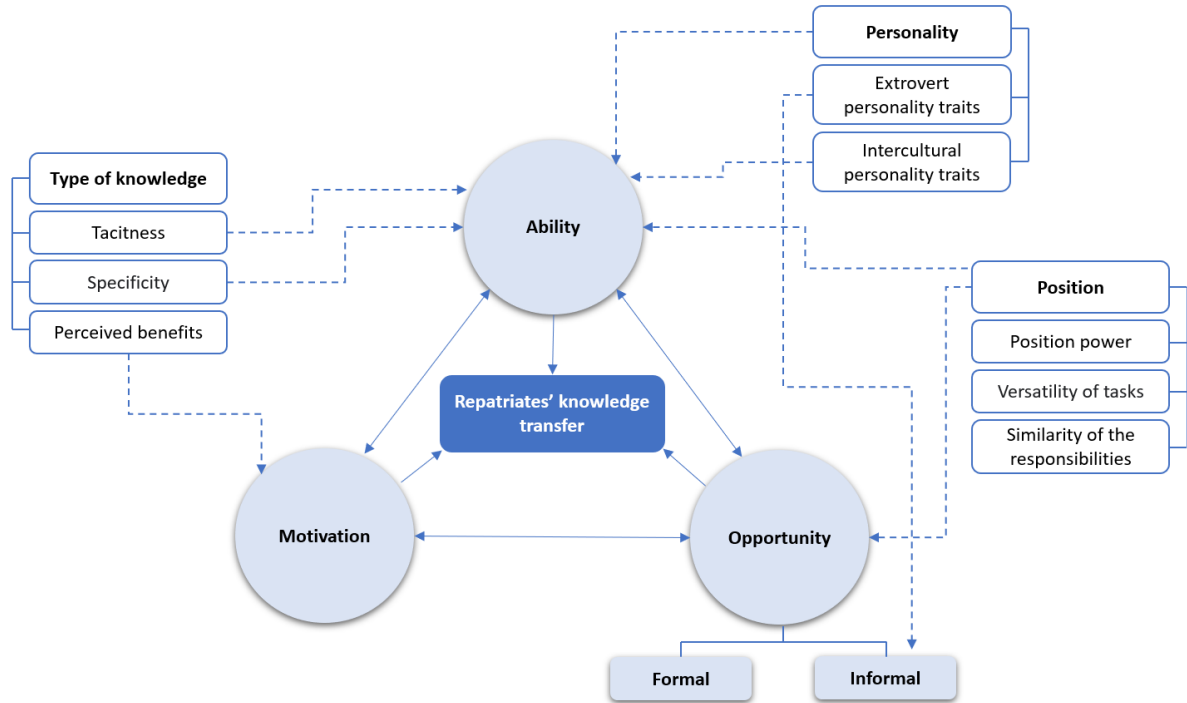 Personality
Extrovert
personality traits
Intercultural
personality traits
Type of knowledge
Tacitness
Specificity
Perceived benefits
Ability
Position
Position power
Versatility of tasks
Similarity of the
responsibilities
Repatriates’ knowledge
transfer
Motivation
Opportunity
Formal
Informal